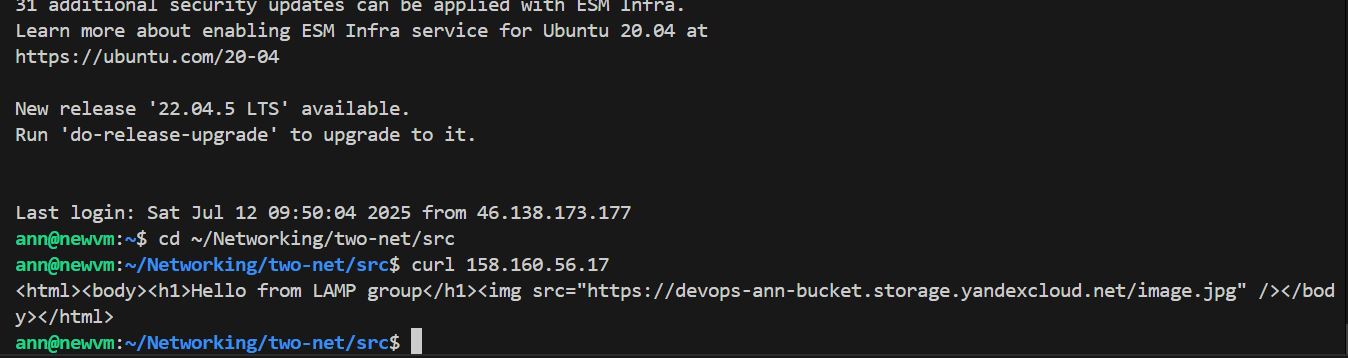 31 additional security updates can be applied with ESM Infra.
Learn more about enabling ESM Infra service for Ubuntu 20.04 at
https://ubuntu.com/20-04
New release '22.04.5 LTS' available.
Run 'do-release-upgrade' to upgrade to it.
Last login: Sat Jul 12 09:50:04 2025 from 46.138.173.177
ann@newvm:~$ cd ~/Networking/two-net/src
ann@newvm:~/Networking/two-net/src$ curl 158.160.56.17
<html><body><h1>Hello from LAMP group</h1><img src="https://devops-ann-bucket.storage.yandexcloud.net/image.jpg" /></bod
y></html>
ann@newvm:~/Networking/two-net/src$